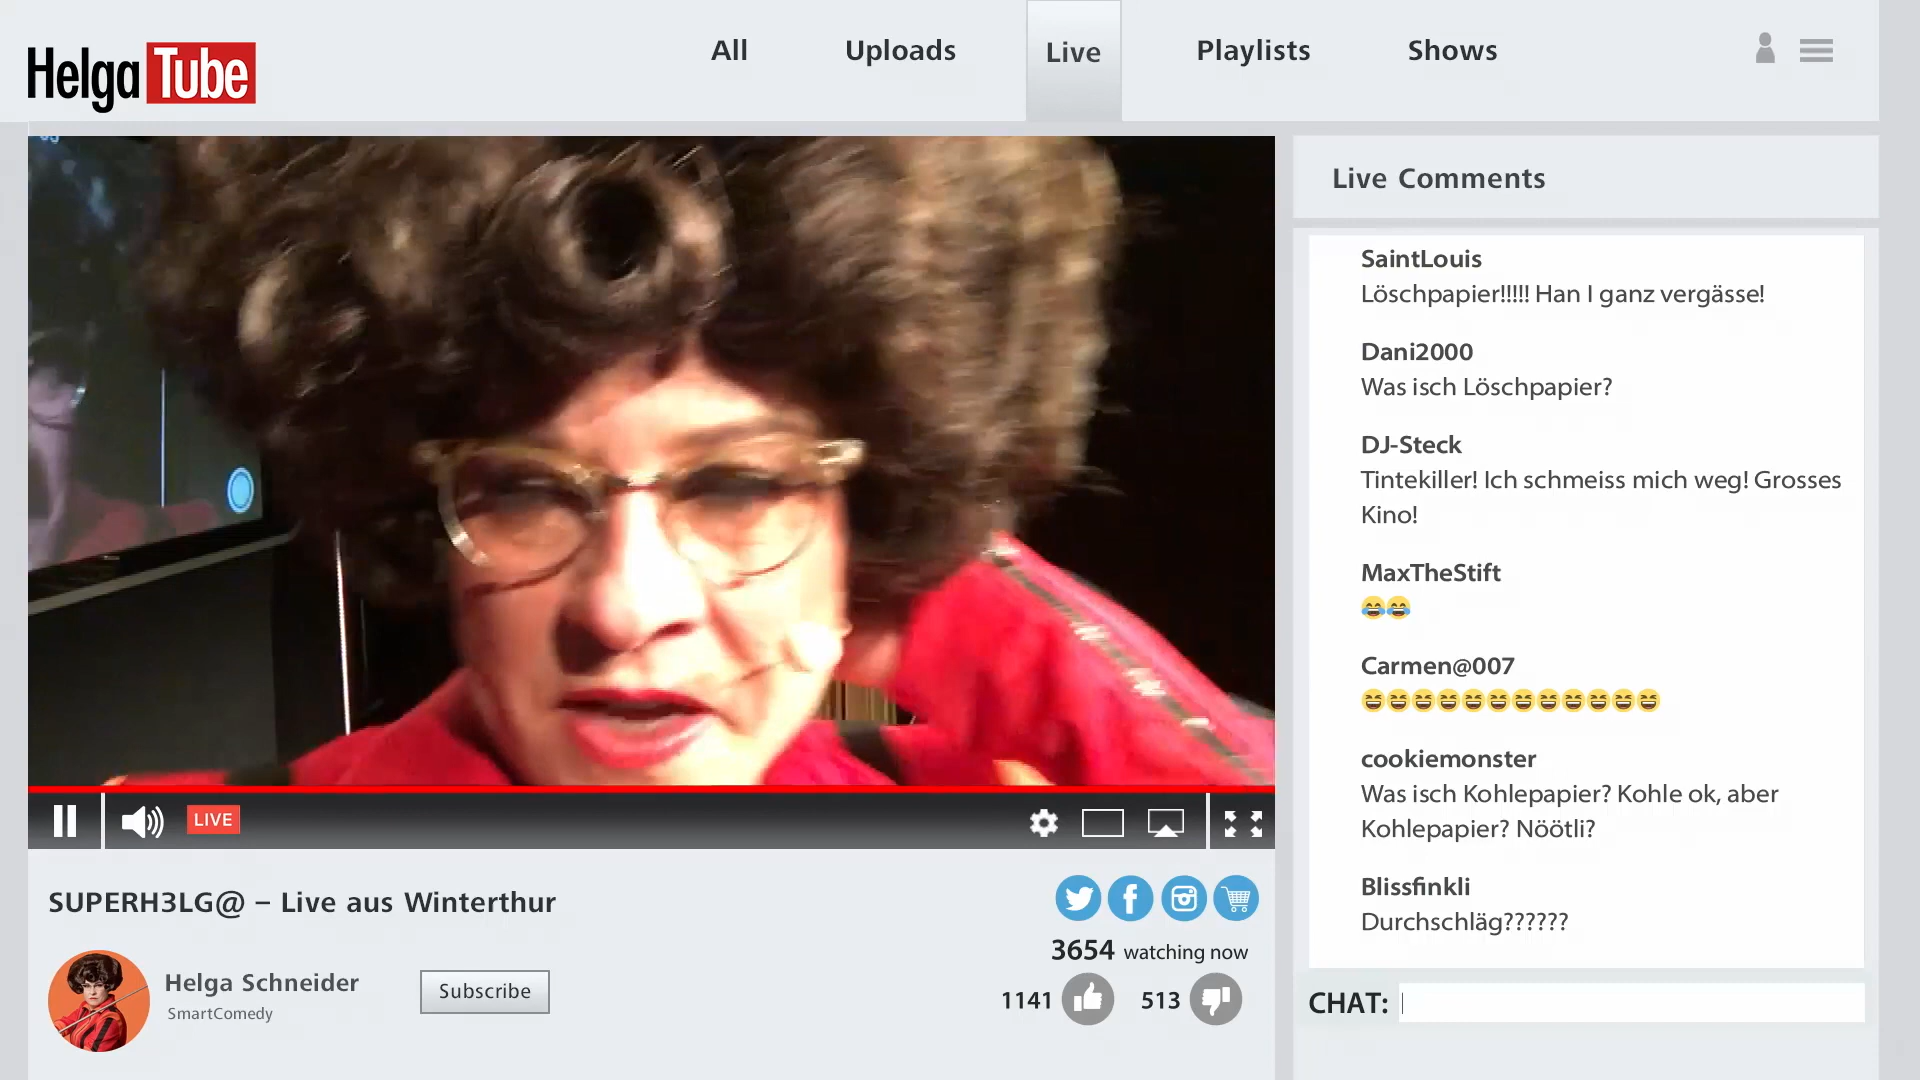 HelgaTube
All
Uploads
Live
Playlists
Shows
LIVE
SUPERH3LG@ – Live aus Winterthur
Helga Schneider
SmartComedy
Subscribe
3654 watching now
1141
513
Live Comments
SaintLouis
Löschpapier!!!!! Han I ganz vergässe!
Dani2000
Was isch Löschpapier?
DJ-Steck
Tintekiller! Ich schmeiss mich weg! Grosses
Kino!
MaxTheStift
😂😂
Carmen@007
😆😆😆😆😆😆😆😆😆😆😆😆
cookiemonster
Was isch Kohlepapier? Kohle ok, aber
Kohlepapier? Nöötli?
Blissfinkli
Durchschläg??????
CHAT: